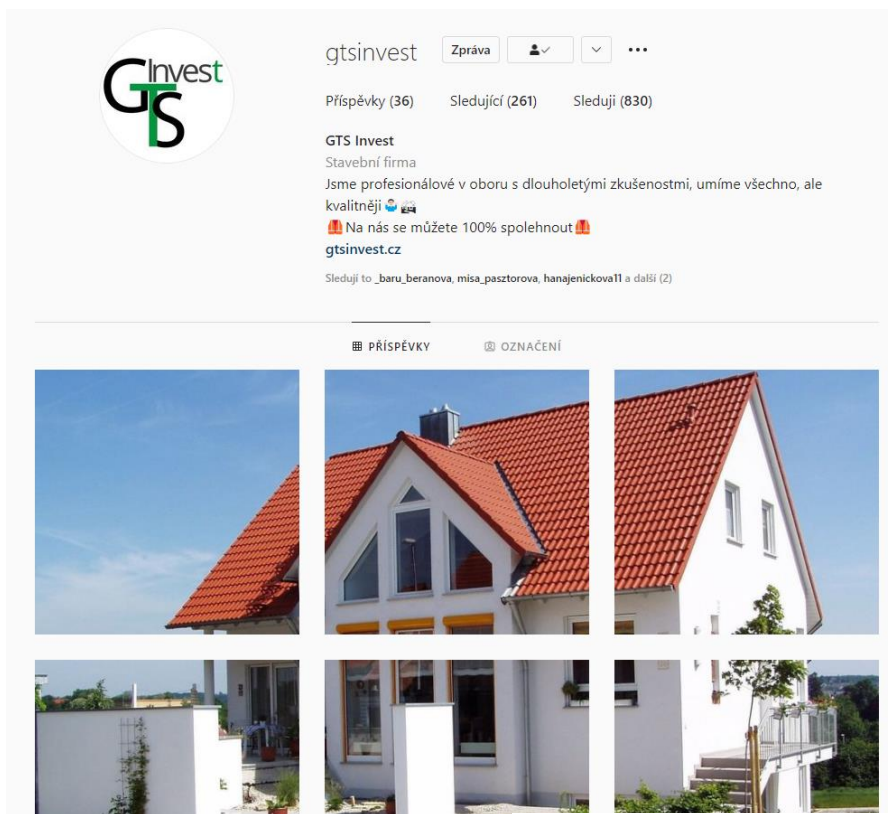 GInvest
TS
gtsinvest Zpráva
Příspěvky (36) Sledující (261) Sleduji (830)
GTS Invest
Stavební firma
Jsme profesionálové v oboru s dlouholetými zkušenostmi, umíme všechno, ale
kvalitněji
Na nás se můžete 100% spolehnout
gtsinvest.cz
Sledují to _baru_beranova, misa_pasztorova, hanajenickova11 a další (2)
PŘÍSPĚVKY OZNAČENÍ